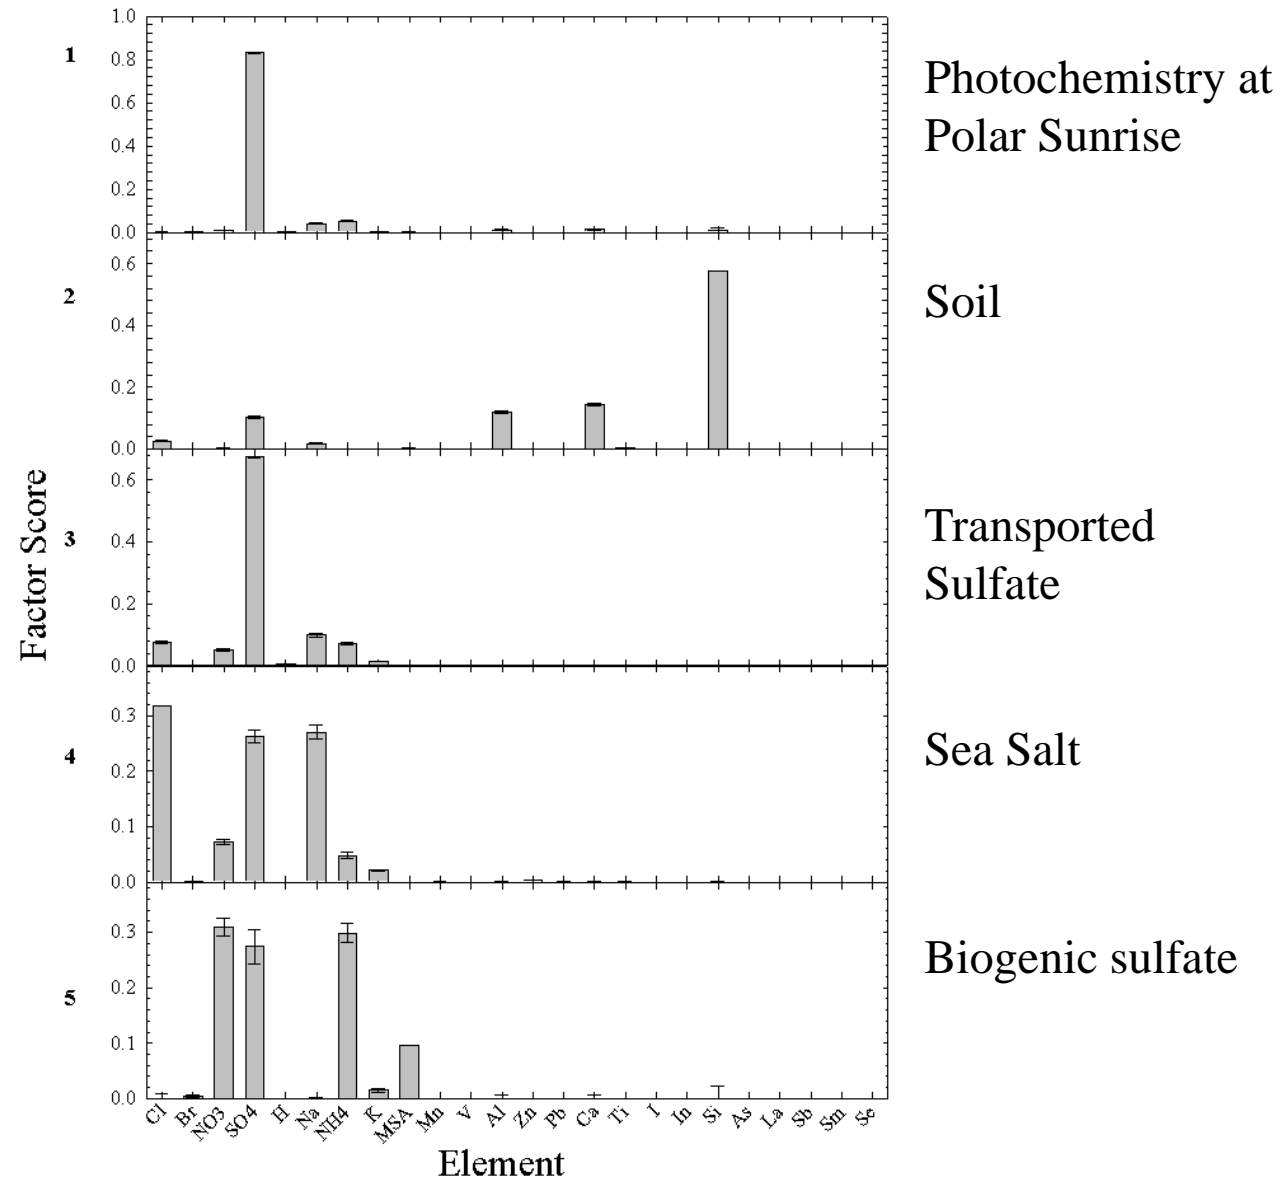 1.0
1
0.8
0.6
0.4
0.2
0.0
Photochemistry at
Polar Sunrise
0.6
2
0.4
0.2
0.0
Soil
Factor Score
0.6
3
0.4
0.2
0.0
Transported
Sulfate
0.3
4
0.2
0.1
0.0
Sea Salt
0.3
0.2
5
0.1
0.0
Biogenic sulfate
Cl Br NO3 SO4 H Na NH4 K MSA Mn V Al Zn Pb Ca Ti I In Si As La Sb Sm Se
Element